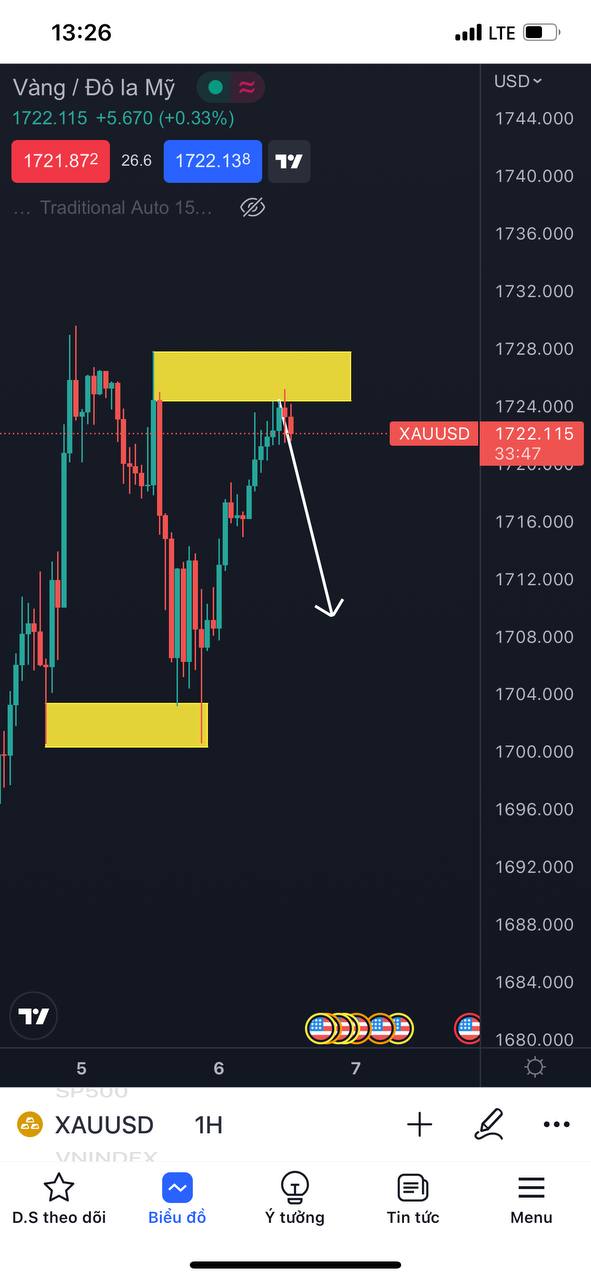 13:26
LTE
Vàng / Đô la Mỹ
USD
1722.115 +5.670 (+0.33%)
1721.872 26.6 1722.138
... Traditional Auto 15...
1744.000
1740.000
1736.000
1732.000
1728.000
1724.000
XAUUSD 1722.115
33:47
1720.000
1716.000
1712.000
1708.000
1704.000
1700.000
1696.000
1692.000
1688.000
1684.000
1680.000
5 6 7
SP500
XAUUSD 1H
VNINDEX
D.S theo dõi Biểu đồ Ý tưởng Tin tức Menu